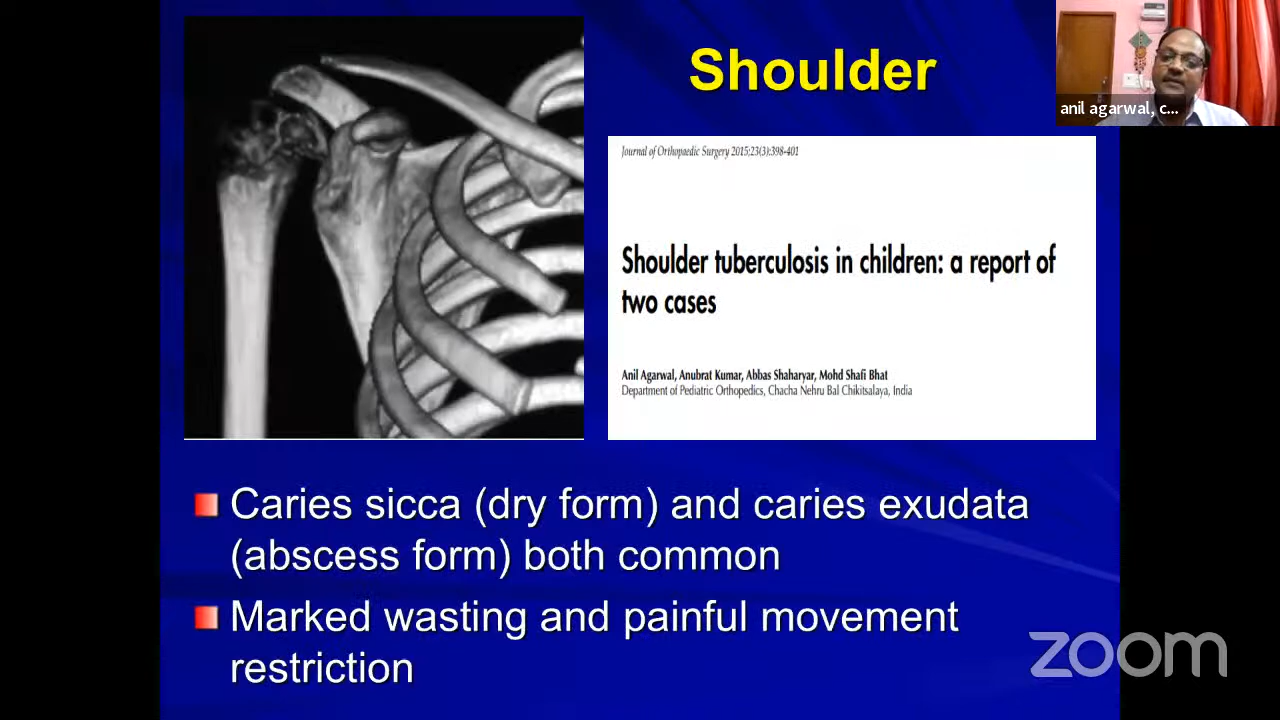 Shoulder
anil agarwal, c...
Journal of Orthopaedic Surgery 2015;23(3):398-401
Shoulder tuberculosis in children: a report of
two cases
Anil Agarwal, Anubrat Kumar, Abbas Shaharyar, Mohd Shafi Bhat
Department of Pediatric Orthopedics, Chacha Nehru Bal Chikitsalaya, India
Caries sicca (dry form) and caries exudata
(abscess form) both common
Marked wasting and painful movement
restriction
zoom